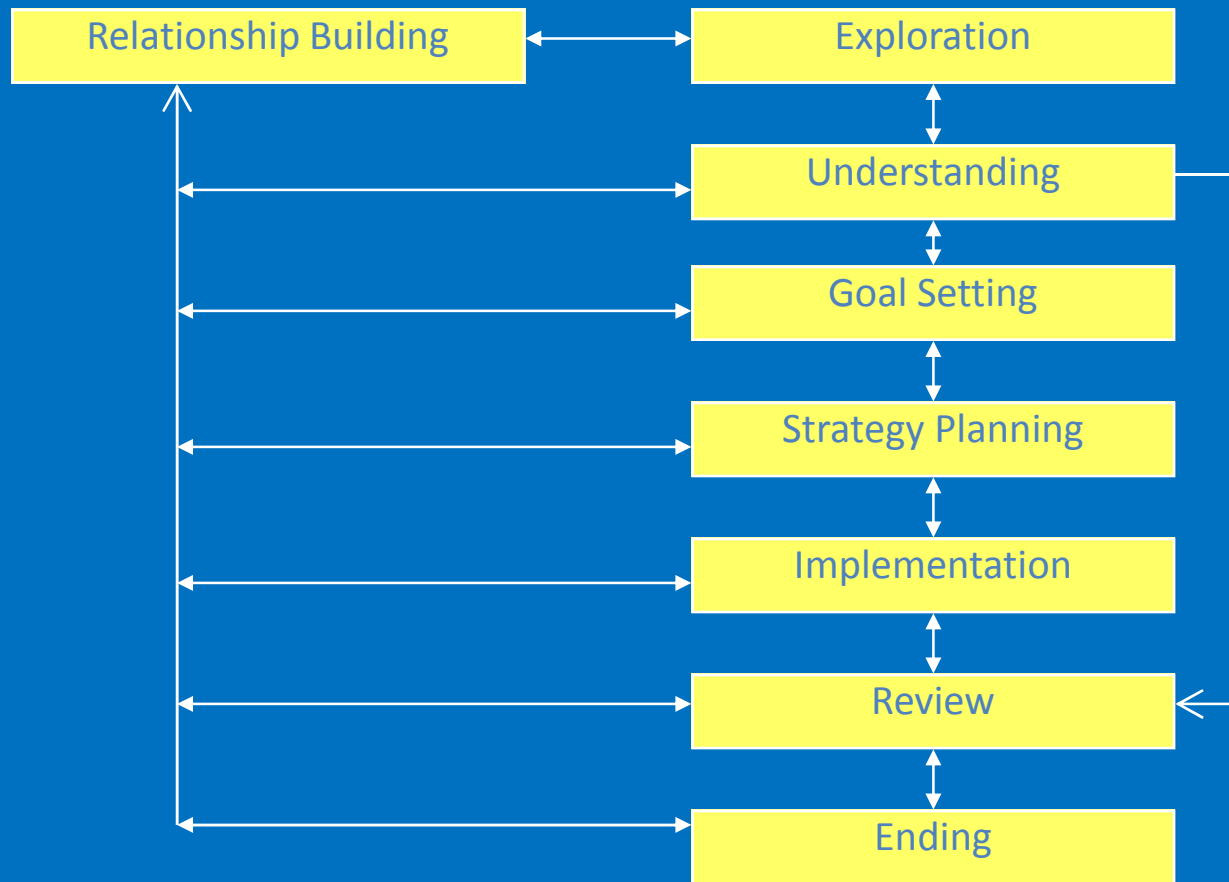 Relationship Building
Exploration
Understanding
Goal Setting
Strategy Planning
Implementation
Review
Ending